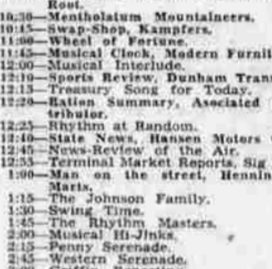 Root.
10:30—Mentholatum Mountaineers.
10:45—Swap-Shop, Kampfers.
11:00—Wheel of Fortune.
11:45—Musical Clock, Modern Furnit
12:00—Musical Interlude.
12:10—Sports Review, Dunham Tran
12:15—Treasury Song for Today.
12:20—Ration Summary, Asociated
tributor.
12:25—Rhythm at Random.
12:40—State News, Hansen Motors
12:45—News-Review of the Air.
12:55—Terminal Market Reports, Sig
1:00—Man on the street, Hennin
Maris.
1:15—The Johnson Family.
1:30—Swing Time.
1:45—The Rhythm Masters.
2:00—Musical Hi-Jinks.
2:15—Penny Serenade.
2:45—Western Serenade.